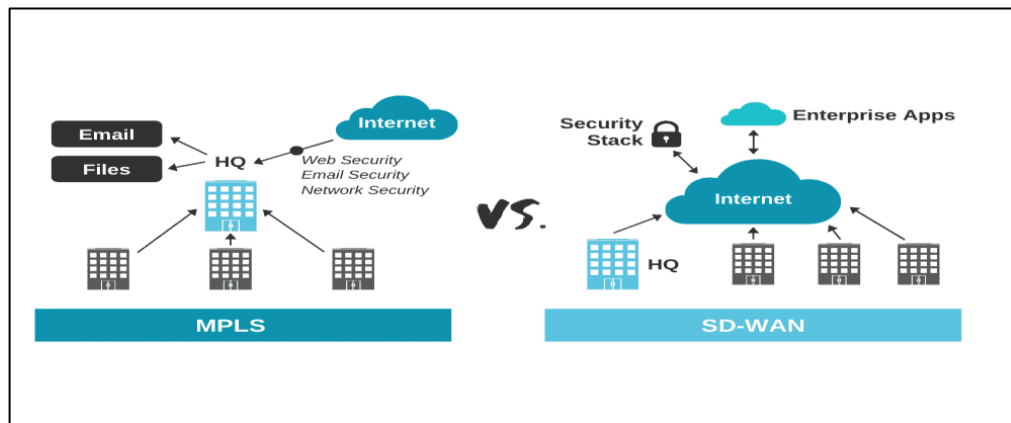 Email
Files
HQ
Internet
Web Security
Email Security
Network Security
MPLS
vs.
Security
Stack
Enterprise Apps
Internet
HQ
SD-WAN